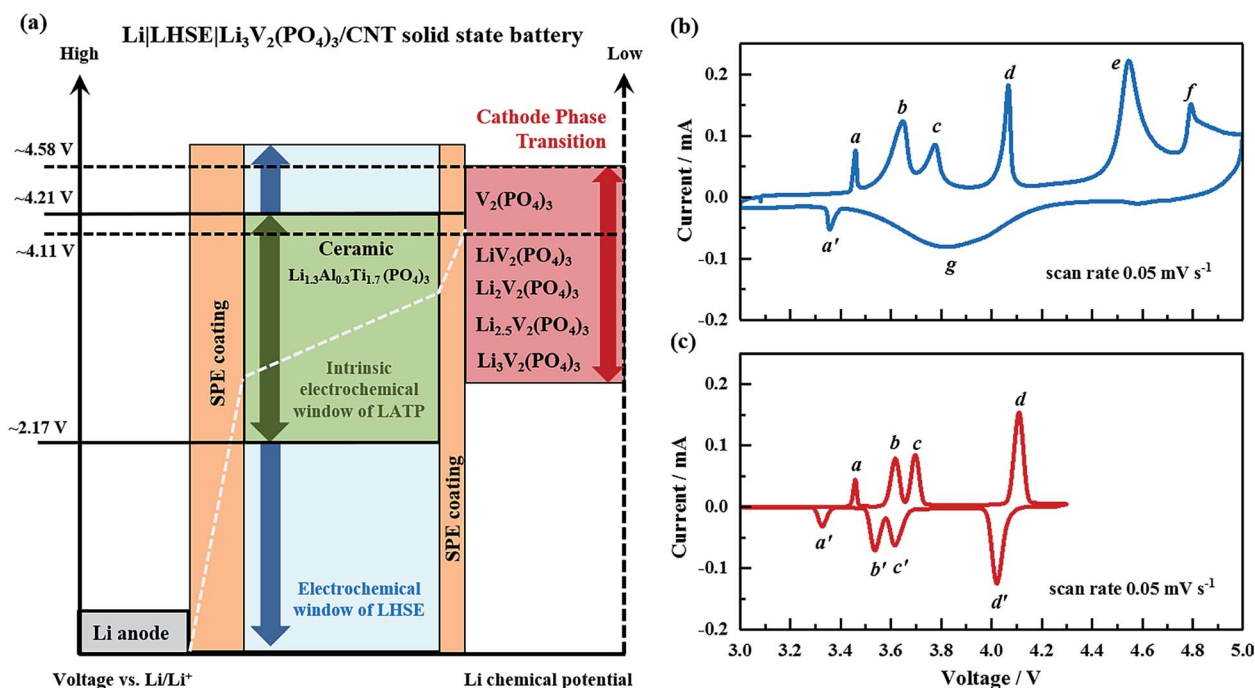 (a)
Li|LHSE|Li₃V₂(PO₄)₃/CNT solid state battery
High
Low
Cathode Phase
Transition
~4.58 V
~4.21 V
~4.11 V
~2.17 V
V₂(PO₄)₃
LiV₂(PO₄)₃
Li₂V₂(PO₄)₃
Li₂.₅V₂(PO₄)₃
Li₃V₂(PO₄)₃
Ceramic
Li₁.₃Al₀.₃Ti₁.₇(PO₄)₃
SPE coating
Intrinsic
electrochemical
window of LATP
SPE coating
Electrochemical
window of LHSE
Li anode
Voltage vs. Li/Li⁺
Li chemical potential
(b)
Current / mA
0.2
0.1
0.0
-0.1
-0.2
a
b
c
d
e
f
a'
g
scan rate 0.05 mV s⁻¹
(c)
Current / mA
0.2
0.1
0.0
-0.1
-0.2
a
b
c
d
a'
b'
c'
d'
scan rate 0.05 mV s⁻¹
3.0 3.2 3.4 3.6 3.8 4.0 4.2 4.4 4.6 4.8 5.0
Voltage / V